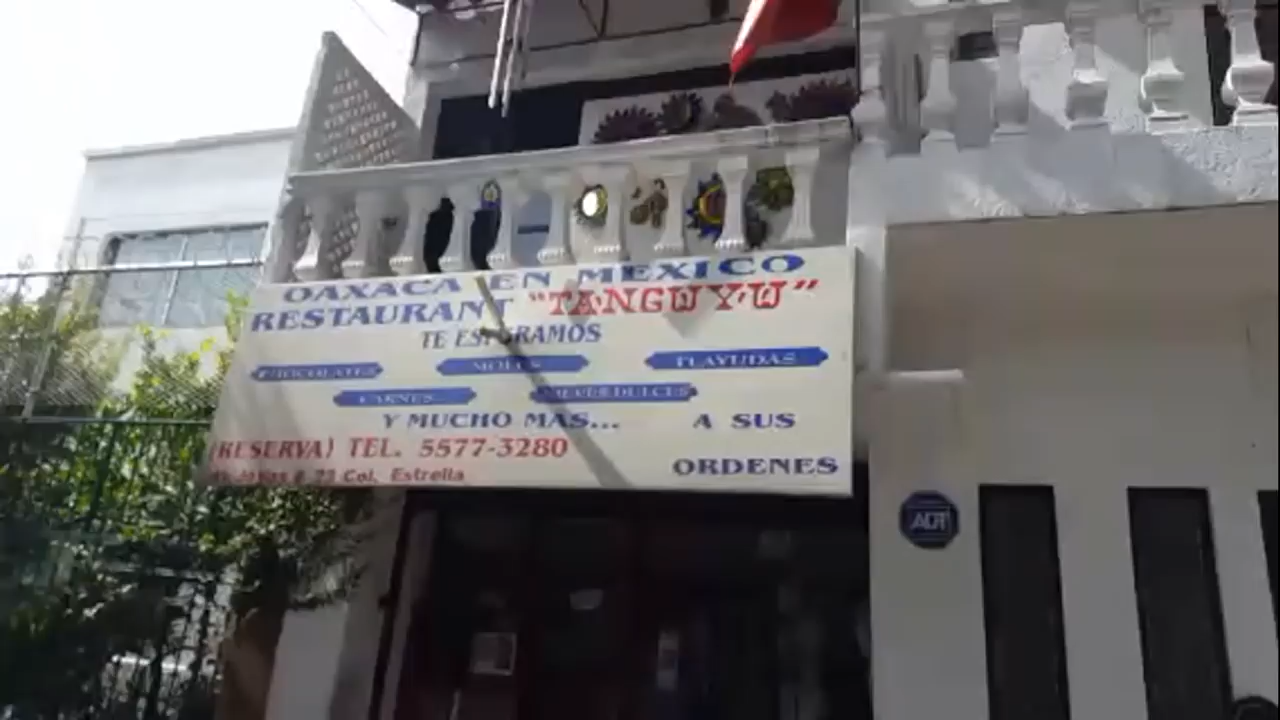 OAXACA EN MEXICO
RESTAURANT "TANGUYU"
TE ESPERAMOS
CHOCOLATES MOLES TLAYUDAS
CARNES DULCES
Y MUCHO MAS... A SUS
(RESERVA) TEL. 5577-3280 ORDENES
Col. Estrella
ADT